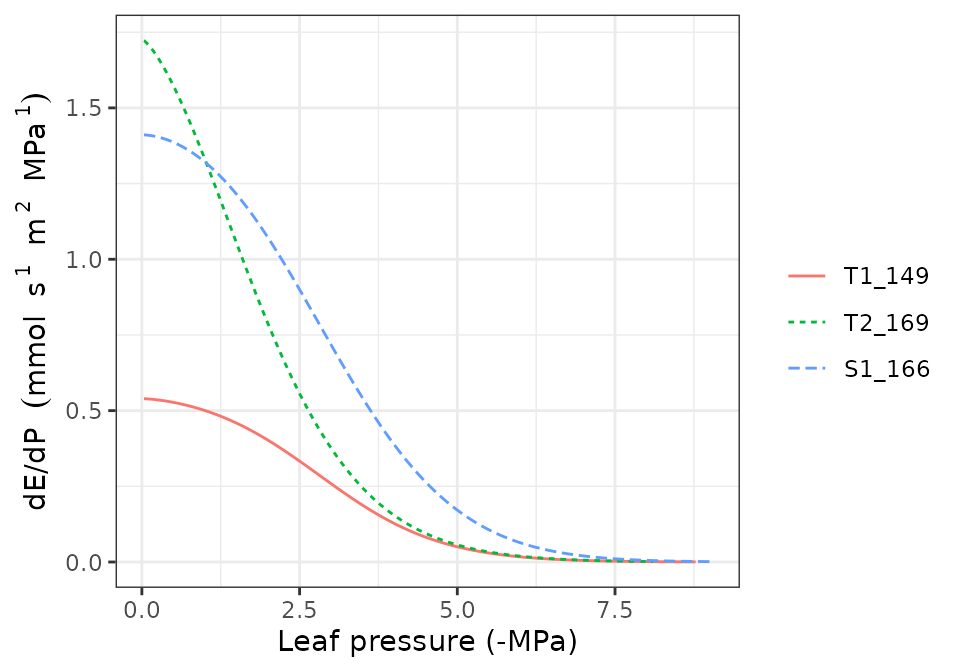 dE/dP (mmol s¹ m² MPa¹)
1.5
1.0
0.5
0.0
0.0 2.5 5.0 7.5
Leaf pressure (-MPa)
T1_149
T2_169
S1_166